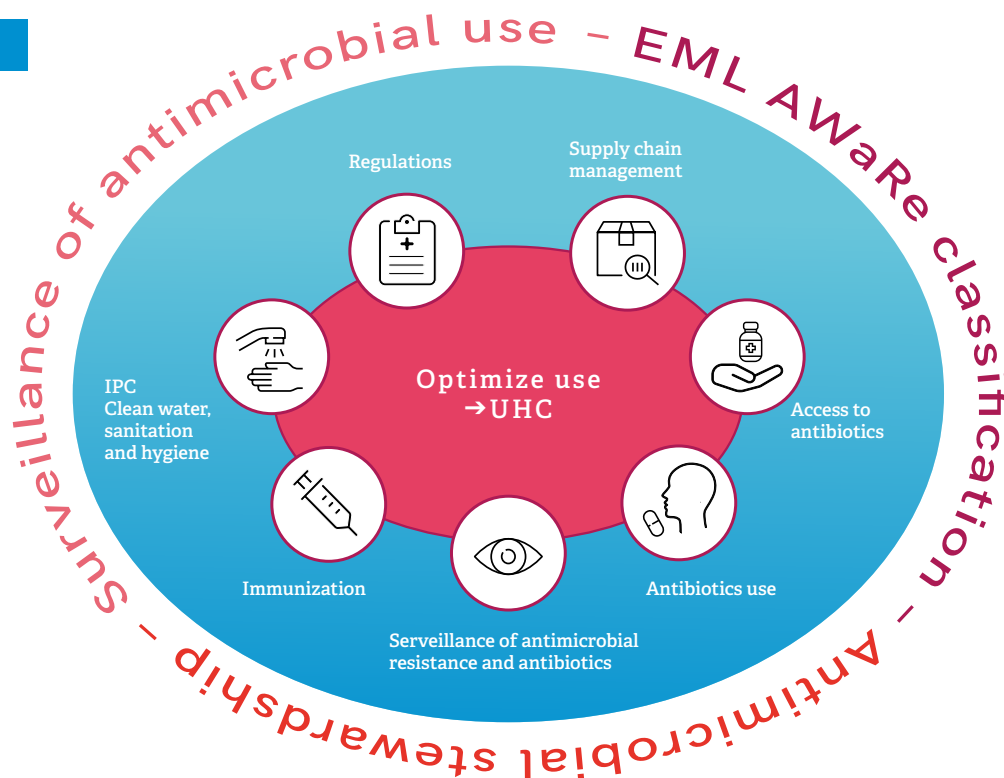 Surveillance of antimicrobial use – EML AWaRe classification – Antimicrobial stewardship –
Regulations
Supply chain
management
IPC
Clean water,
sanitation
and hygiene
Optimize use
➔UHC
Access to
antibiotics
Immunization
Antibiotics use
Serveillance of antimicrobial
resistance and antibiotics